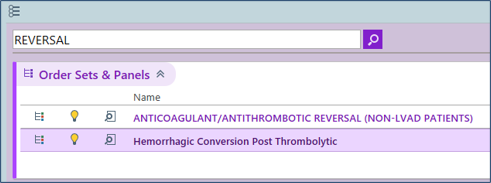 REVERSAL
Order Sets & Panels
Name
ANTICOAGULANT/ANTITHROMBOTIC REVERSAL (NON-LVAD PATIENTS)
Hemorrhagic Conversion Post Thrombolytic